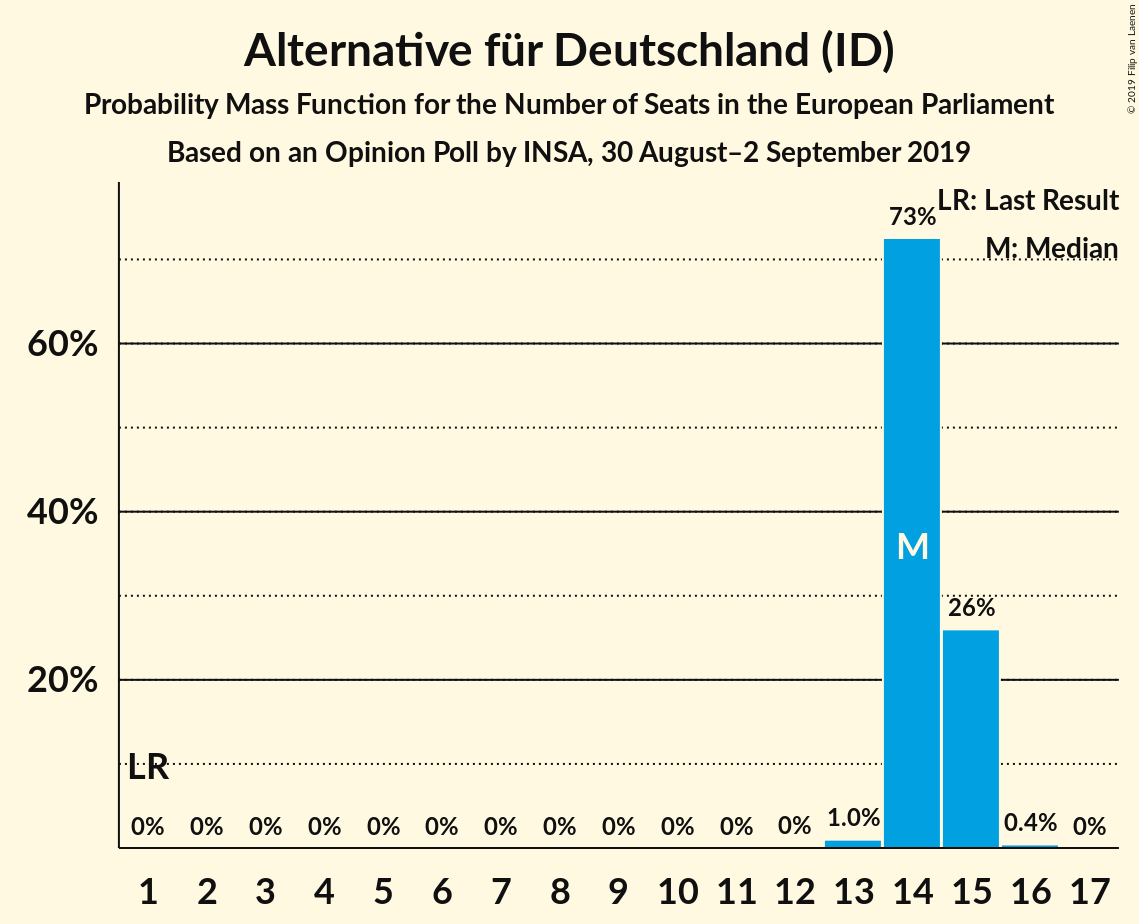 Alternative für Deutschland (ID)
Probability Mass Function for the Number of Seats in the European Parliament
Based on an Opinion Poll by INSA, 30 August–2 September 2019
© 2019 Filip van Laenen
LR: Last Result
M: Median
73%
60%
40%
M
26%
20%
LR
0% 0% 0% 0% 0% 0% 0% 0% 0% 0% 0% 0% 1.0% 0.4% 0%
1 2 3 4 5 6 7 8 9 10 11 12 13 14 15 16 17